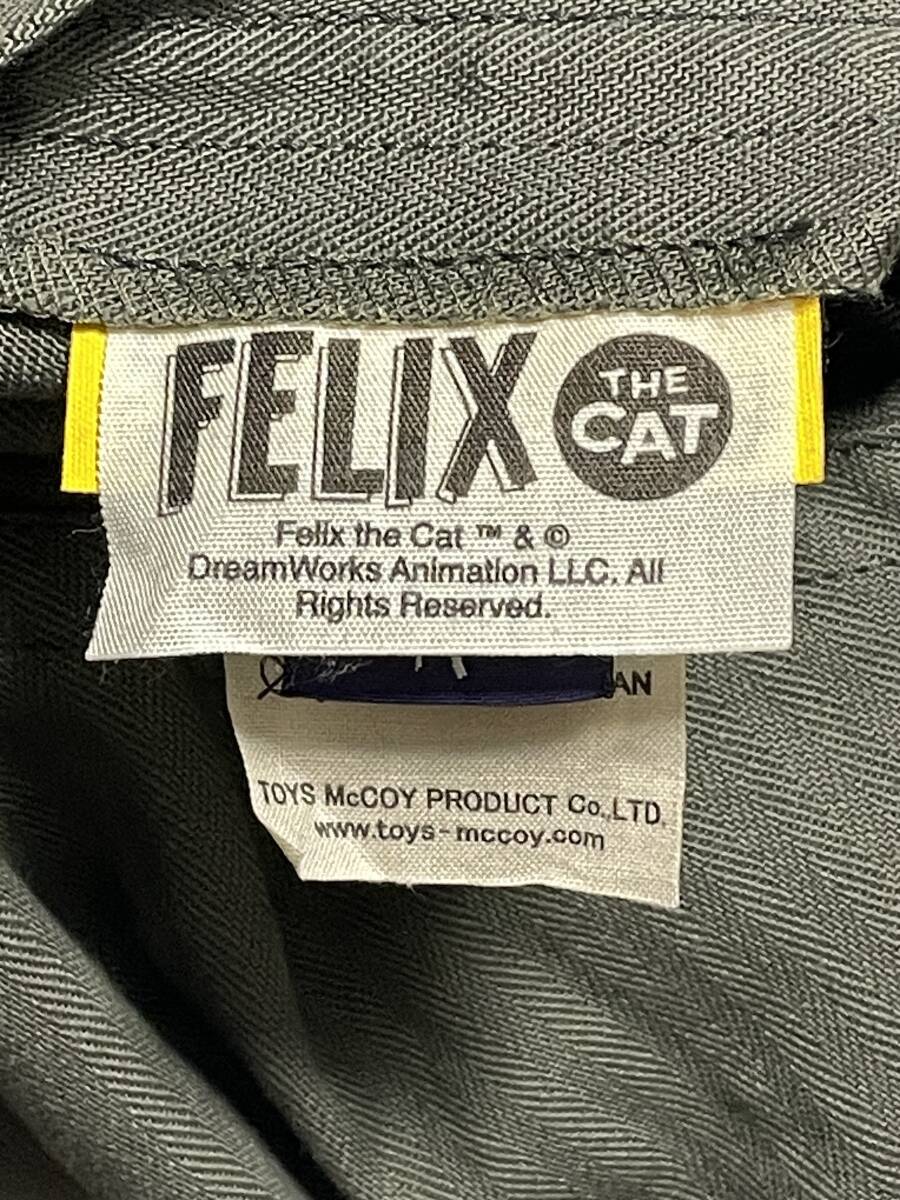 FELIX THE CAT
Felix the Cat ™ & ©
DreamWorks Animation LLC. All
Rights Reserved.
TOYS McCOY PRODUCT Co.,LTD.
www.toys-mccoy.com